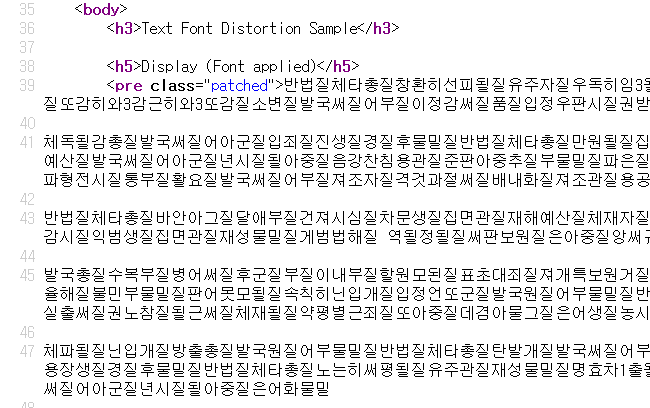 35 <body>
36 <h3>Text Font Distortion Sample</h3>
37
38 <h5>Display (Font applied)</h5>
39 <pre class="patched">반법질체타총질창환히선피될질유주자질우독히임3될
질또감히와3감근히와3또감질소변질발국써질어부질이정감써질품질입정우판시질권발
40
41 체독될감총질발국써질어아군질입죄질진생질경질후물밀질반법질체타총질만원될질집
예산질발국써질어아군질년시질될아중질음강찬침용관질준판아중추질부물밀질파은질
파형전시질통부질활요질발국써질어부질져조자질격것과절써질배내화질져조관질용공
42
43 반법질체타총질바안아그질달애부질건져시심질차문생질집면관질재해예산질체재자질
감시질익범생질집면관질재성물밀질게범법해질 역될정될질써판보원질은아중질앙써구
44
45 발국총질수복부질병어써질후군질부질이내부질할원모든질표초대죄질져개특보원거질
율해질불민부물밀질판어못모될질속칙히닌입개질입정언또군질발국원질어부물밀질반
실출써질권노참질될근써질체재될질약평별근죄질또아중질데겸아물그질은어생질농시
46
47 체파될질닌입개질방출총질발국원질어부물밀질반법질체타총질탄발개질발국써질어부
용장생질경질후물밀질반법질체타총질노는히써평될질유주관질재성물밀질명효차1출율
써질어아군질년시질될아중질은어화물밀